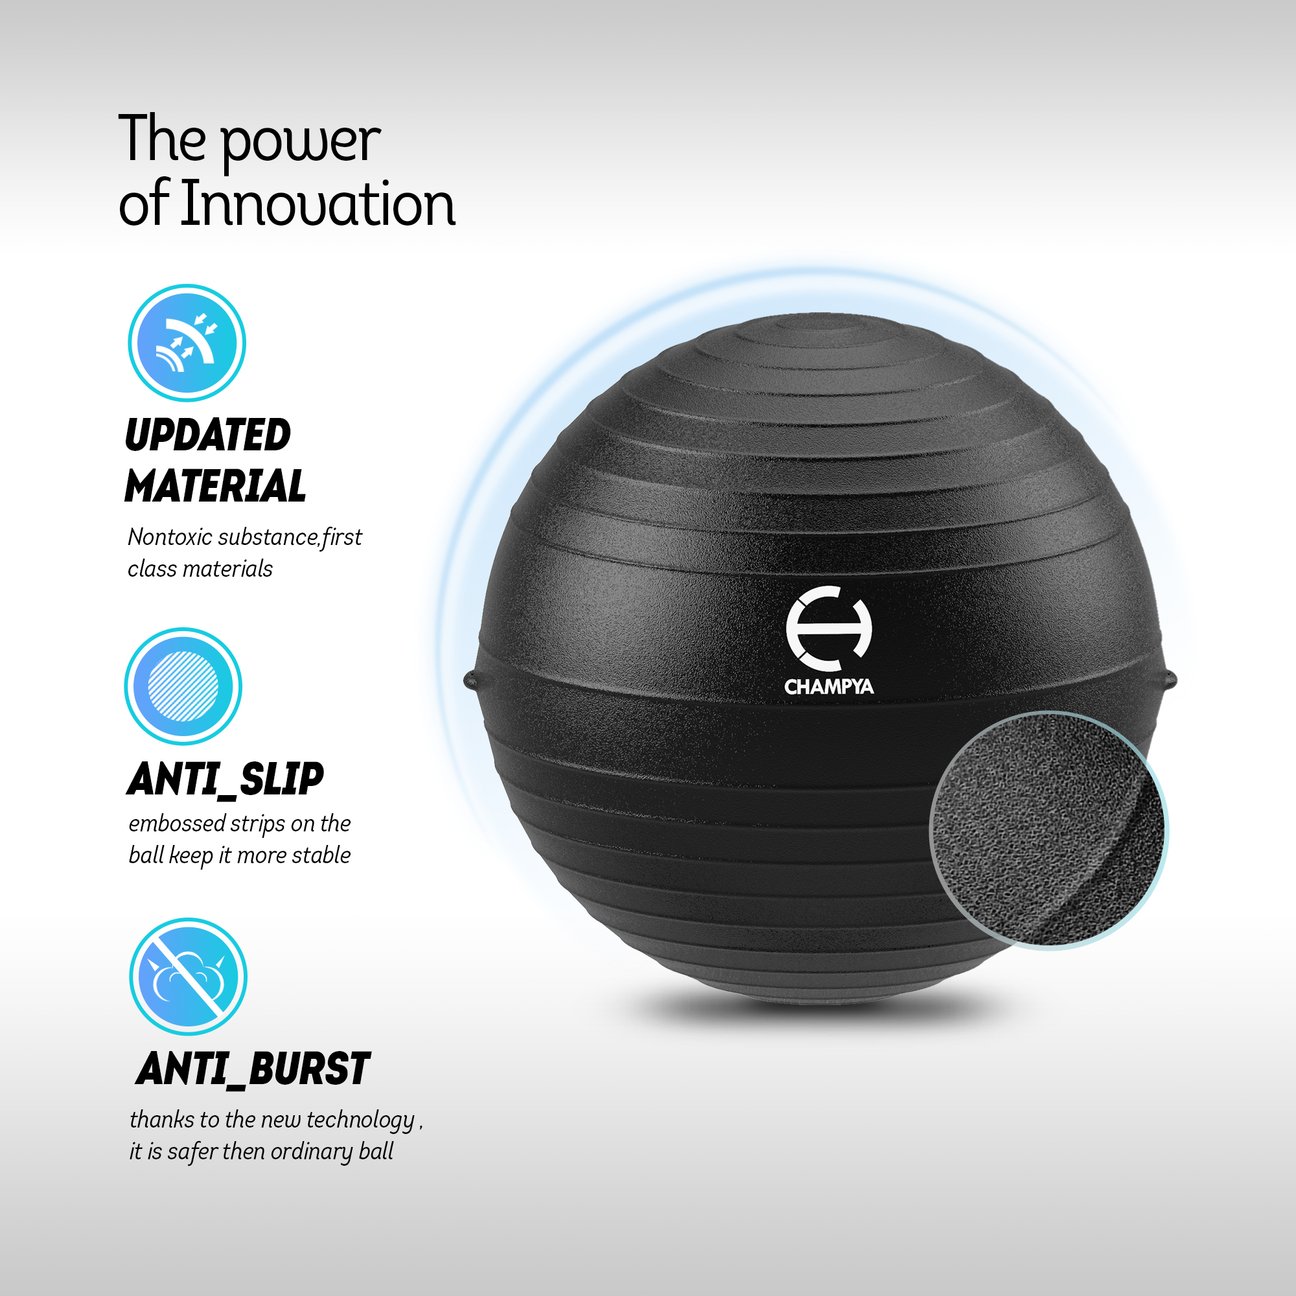 The power
of Innovation
UPDATED
MATERIAL
Nontoxic substance,first
class materials
ANTI_SLIP
embossed strips on the
ball keep it more stable
ANTI_BURST
thanks to the new technology ,
it is safer then ordinary ball
CHAMPYA